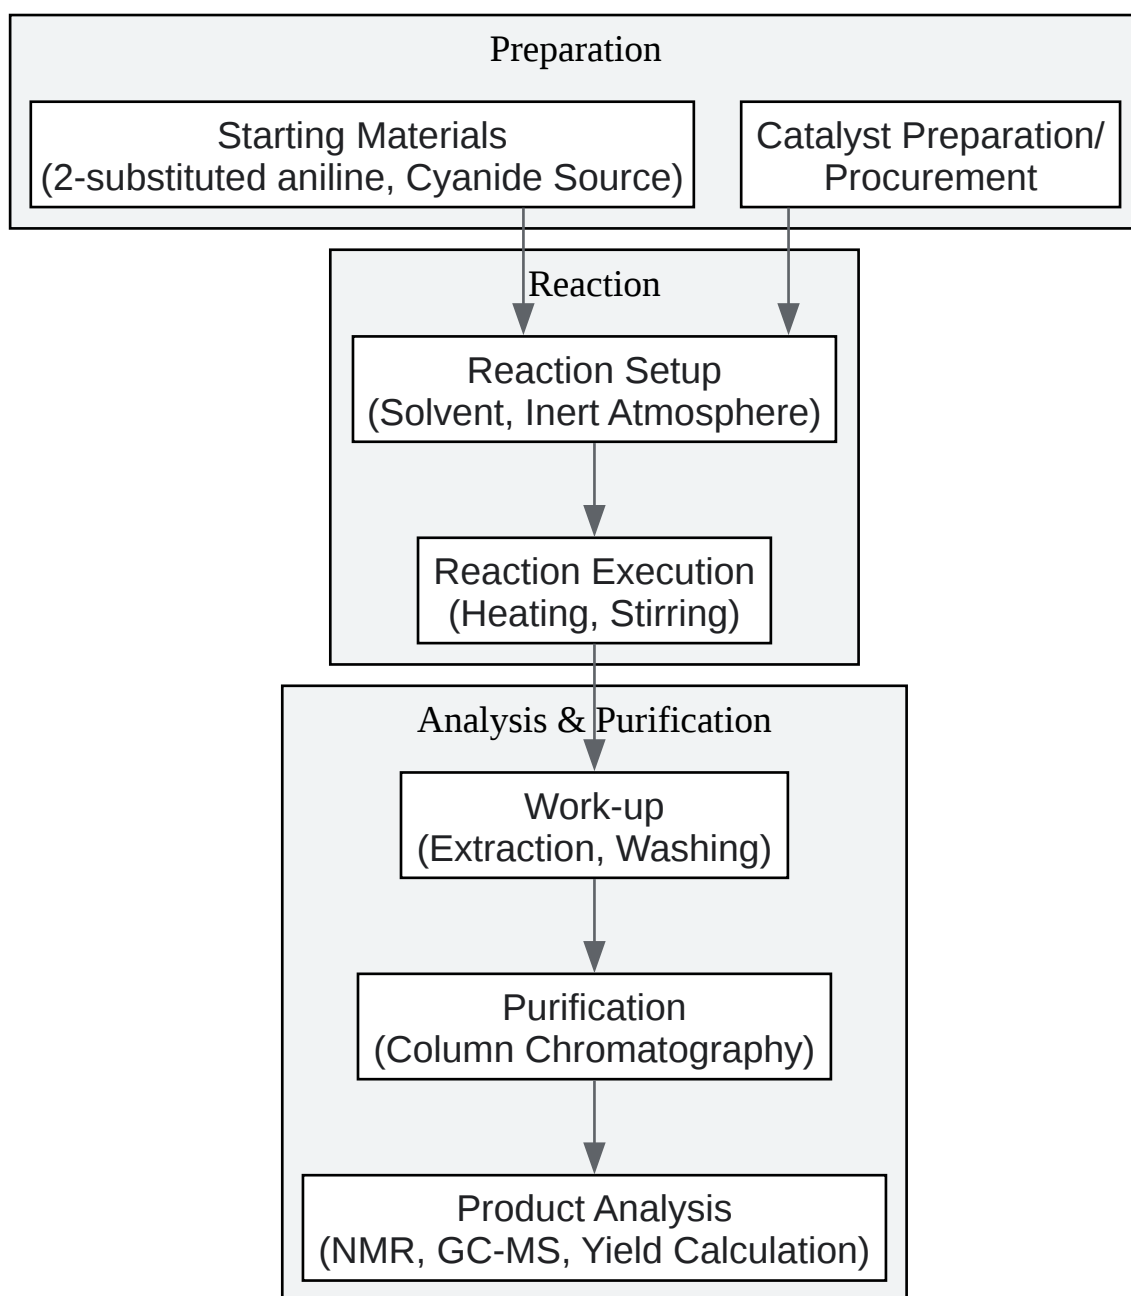 Preparation
Starting Materials
(2-substituted aniline, Cyanide Source)
Catalyst Preparation/
Procurement
Reaction
Reaction Setup
(Solvent, Inert Atmosphere)
Reaction Execution
(Heating, Stirring)
Analysis & Purification
Work-up
(Extraction, Washing)
Purification
(Column Chromatography)
Product Analysis
(NMR, GC-MS, Yield Calculation)